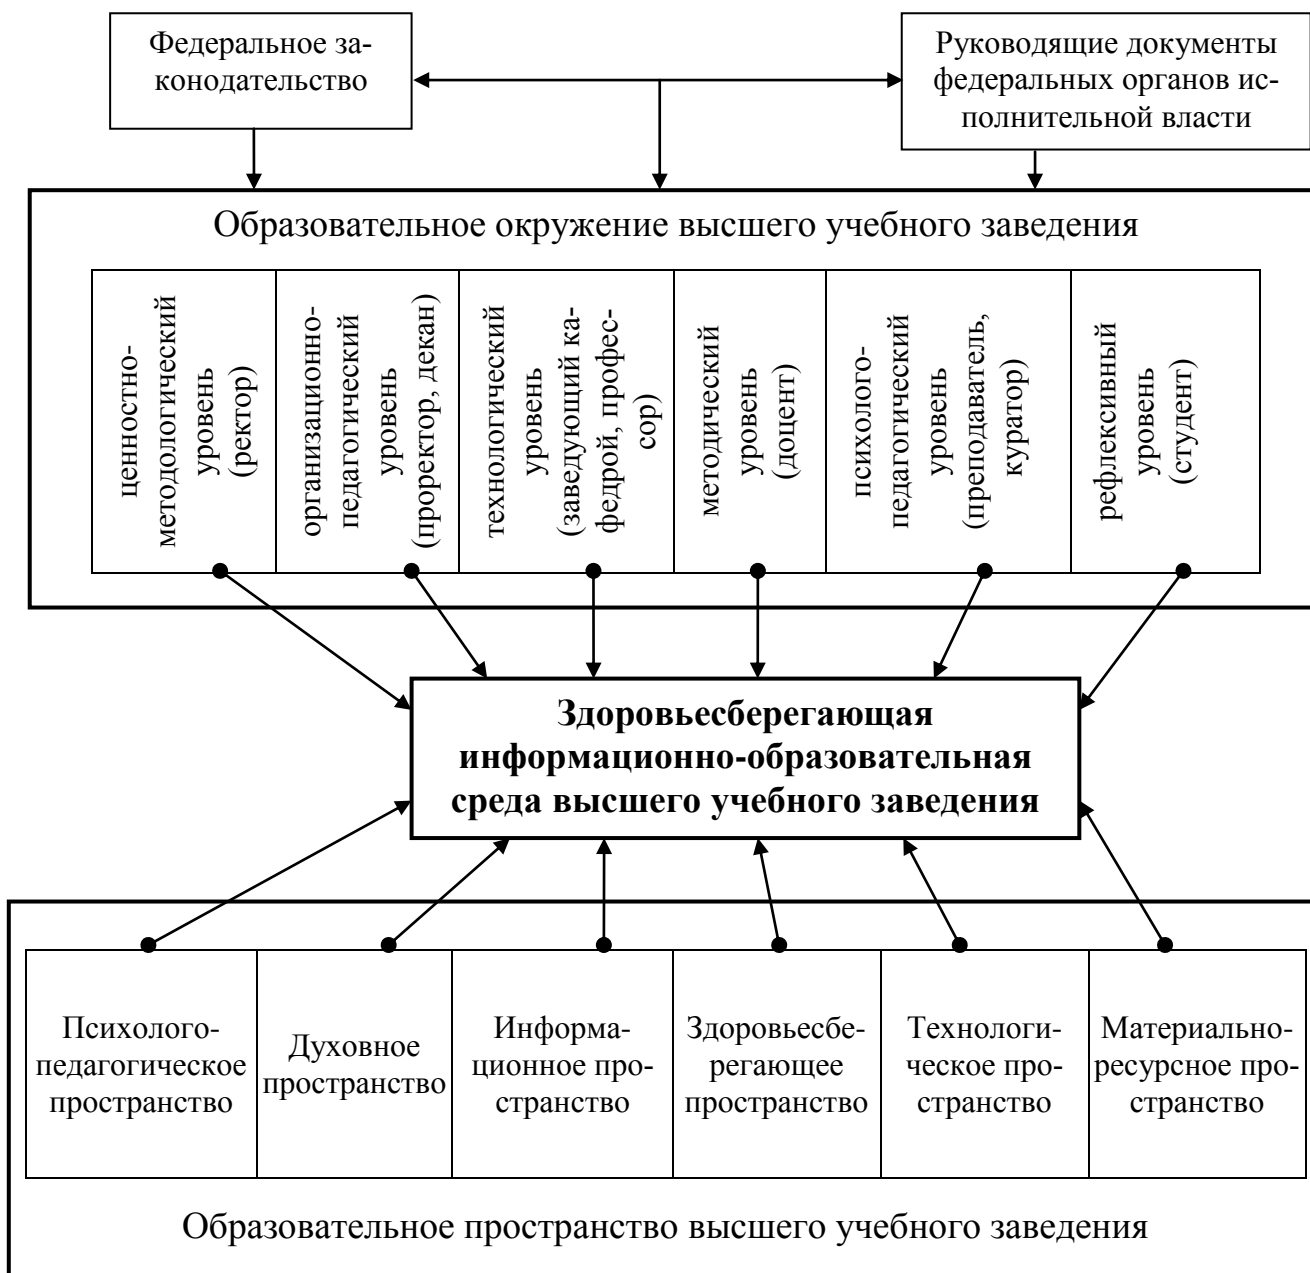 Федеральное за-
конодательство
Руководящие документы
федеральных органов ис-
полнительной власти
Образовательное окружение высшего учебного заведения
ценностно-
методологический
уровень
(ректор)
организационно-
педагогический
уровень
(проректор, декан)
технологический
уровень
(заведующий ка-
федрой, профес-
сор)
методический
уровень
(доцент)
психолого-
педагогический
уровень
(преподаватель,
куратор)
рефлексивный
уровень
(студент)
Здоровьесберегающая
информационно-образовательная
среда высшего учебного заведения
Психолого-
педагогическое
пространство
Духовное
пространство
Информа-
ционное про-
странство
Здоровьесбе-
регающее
пространство
Технологи-
ческое про-
странство
Материально-
ресурсное про-
странство
Образовательное пространство высшего учебного заведения